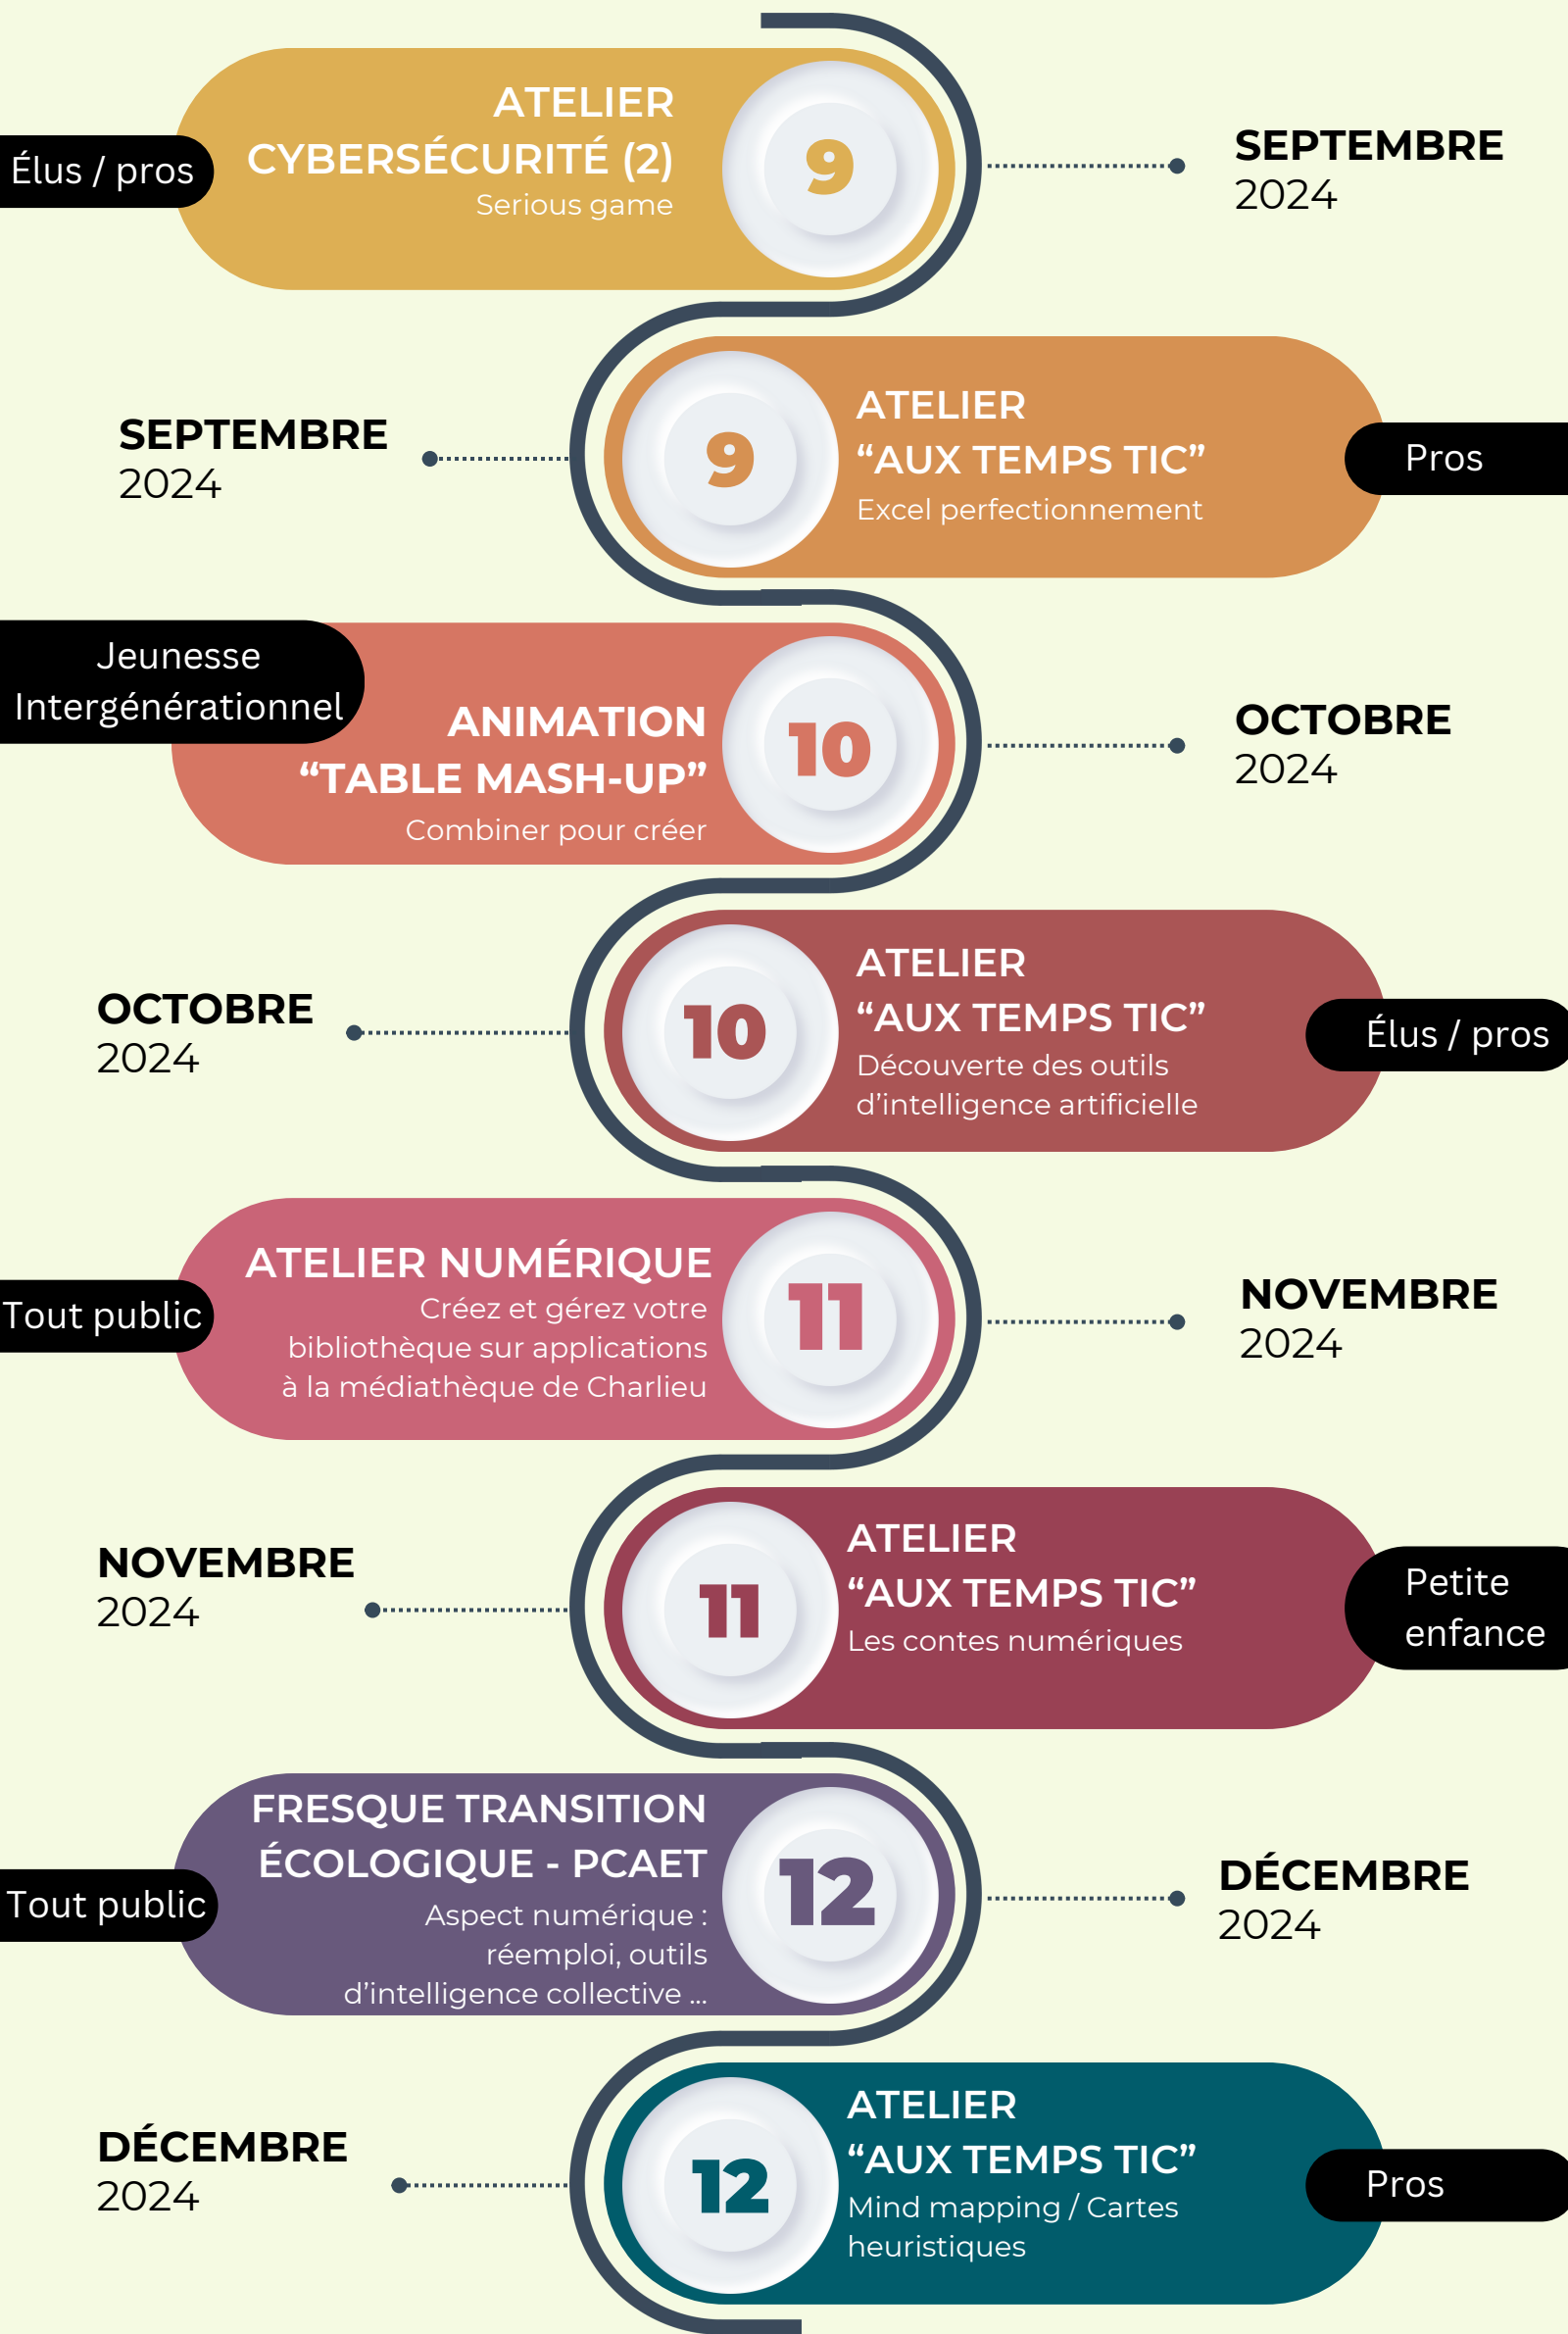 Élus / pros
ATELIER
CYBERSÉCURITÉ (2)
Serious game
9
SEPTEMBRE
2024
SEPTEMBRE
2024
9
ATELIER
“AUX TEMPS TIC”
Excel perfectionnement
Pros
Jeunesse
Intergénérationnel
ANIMATION
“TABLE MASH-UP”
Combiner pour créer
10
OCTOBRE
2024
OCTOBRE
2024
10
ATELIER
“AUX TEMPS TIC”
Découverte des outils
d’intelligence artificielle
Élus / pros
Tout public
ATELIER NUMÉRIQUE
Créez et gérez votre
bibliothèque sur applications
à la médiathèque de Charlieu
11
NOVEMBRE
2024
NOVEMBRE
2024
11
ATELIER
“AUX TEMPS TIC”
Les contes numériques
Petite
enfance
Tout public
FRESQUE TRANSITION
ÉCOLOGIQUE - PCAET
Aspect numérique :
réemploi, outils
d’intelligence collective ...
12
DÉCEMBRE
2024
DÉCEMBRE
2024
12
ATELIER
“AUX TEMPS TIC”
Mind mapping / Cartes
heuristiques
Pros